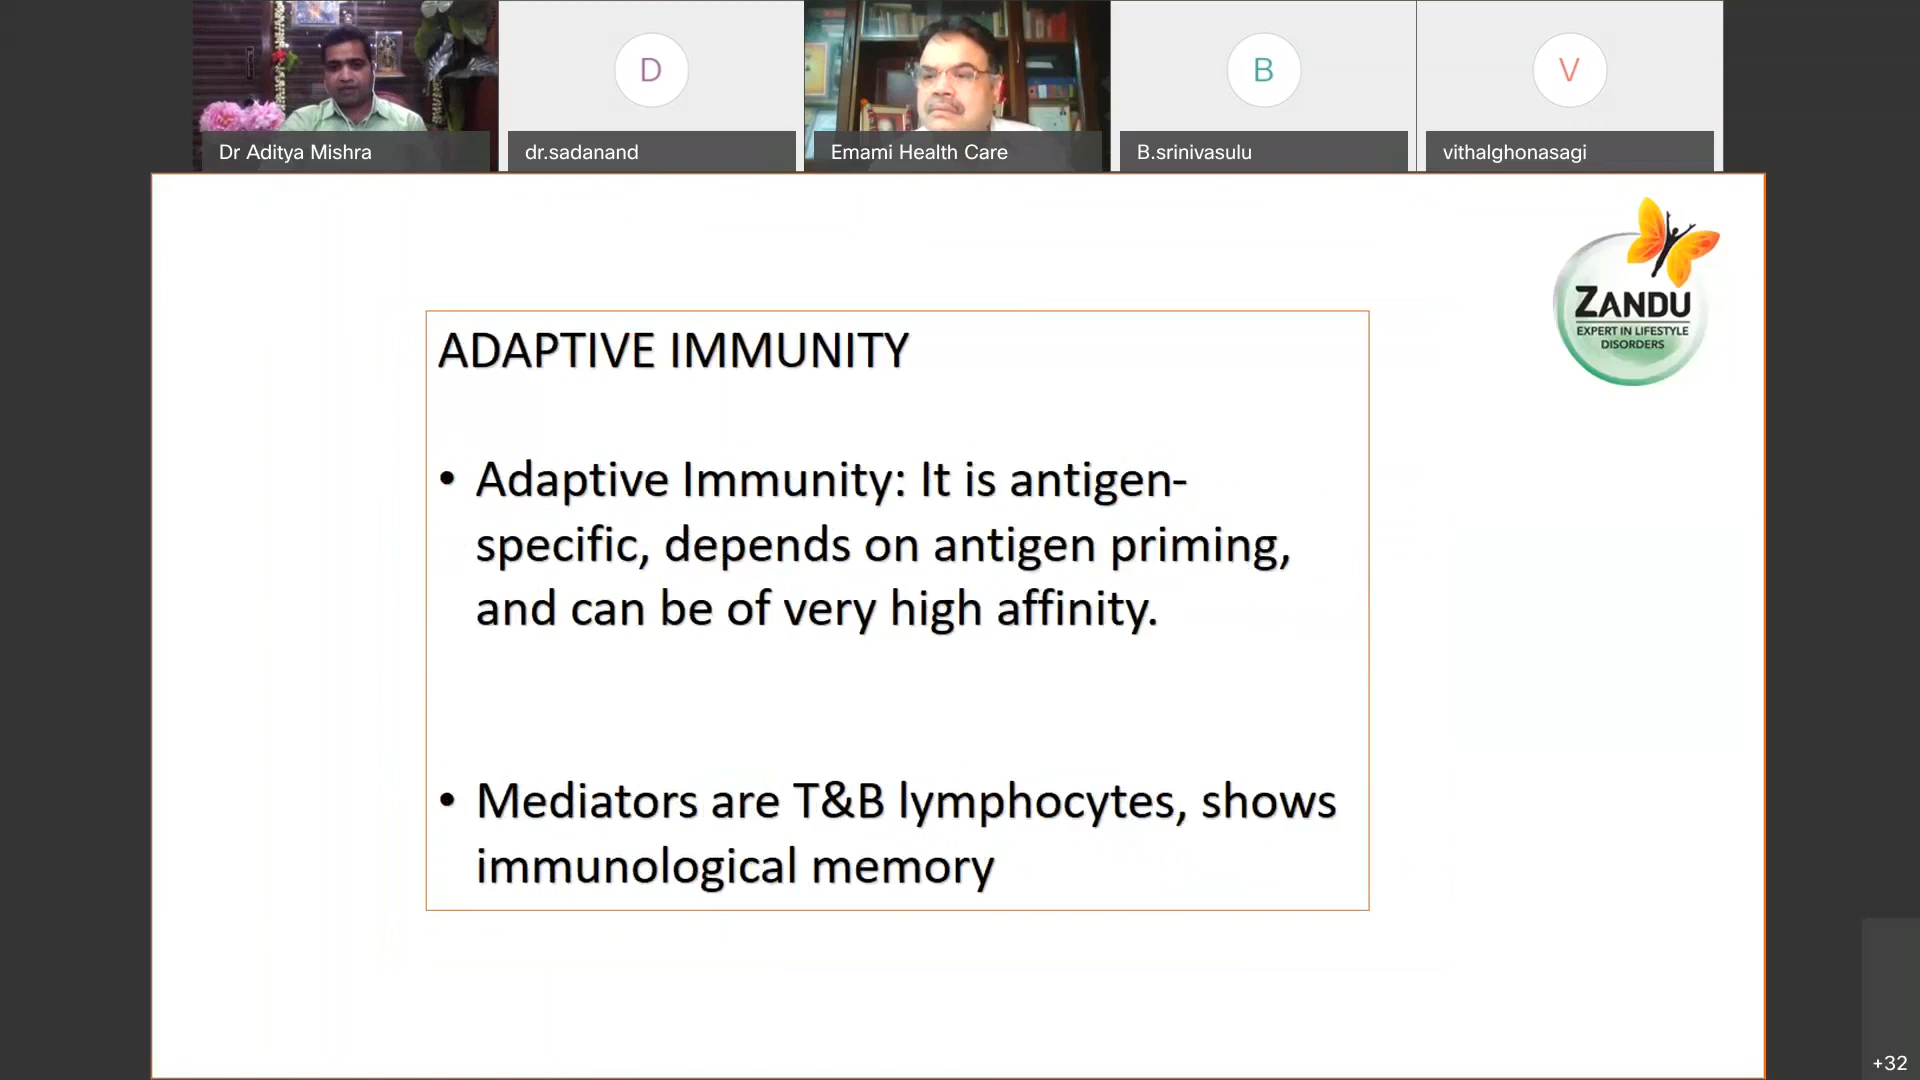 D
B
V
Dr Aditya Mishra
dr.sadanand
Emami Health Care
B.srinivasulu
vithalghonasagi
ZANDU
EXPERT IN LIFESTYLE
DISORDERS
ADAPTIVE IMMUNITY
• Adaptive Immunity: It is antigen-
specific, depends on antigen priming,
and can be of very high affinity.
• Mediators are T&B lymphocytes, shows
immunological memory
+32